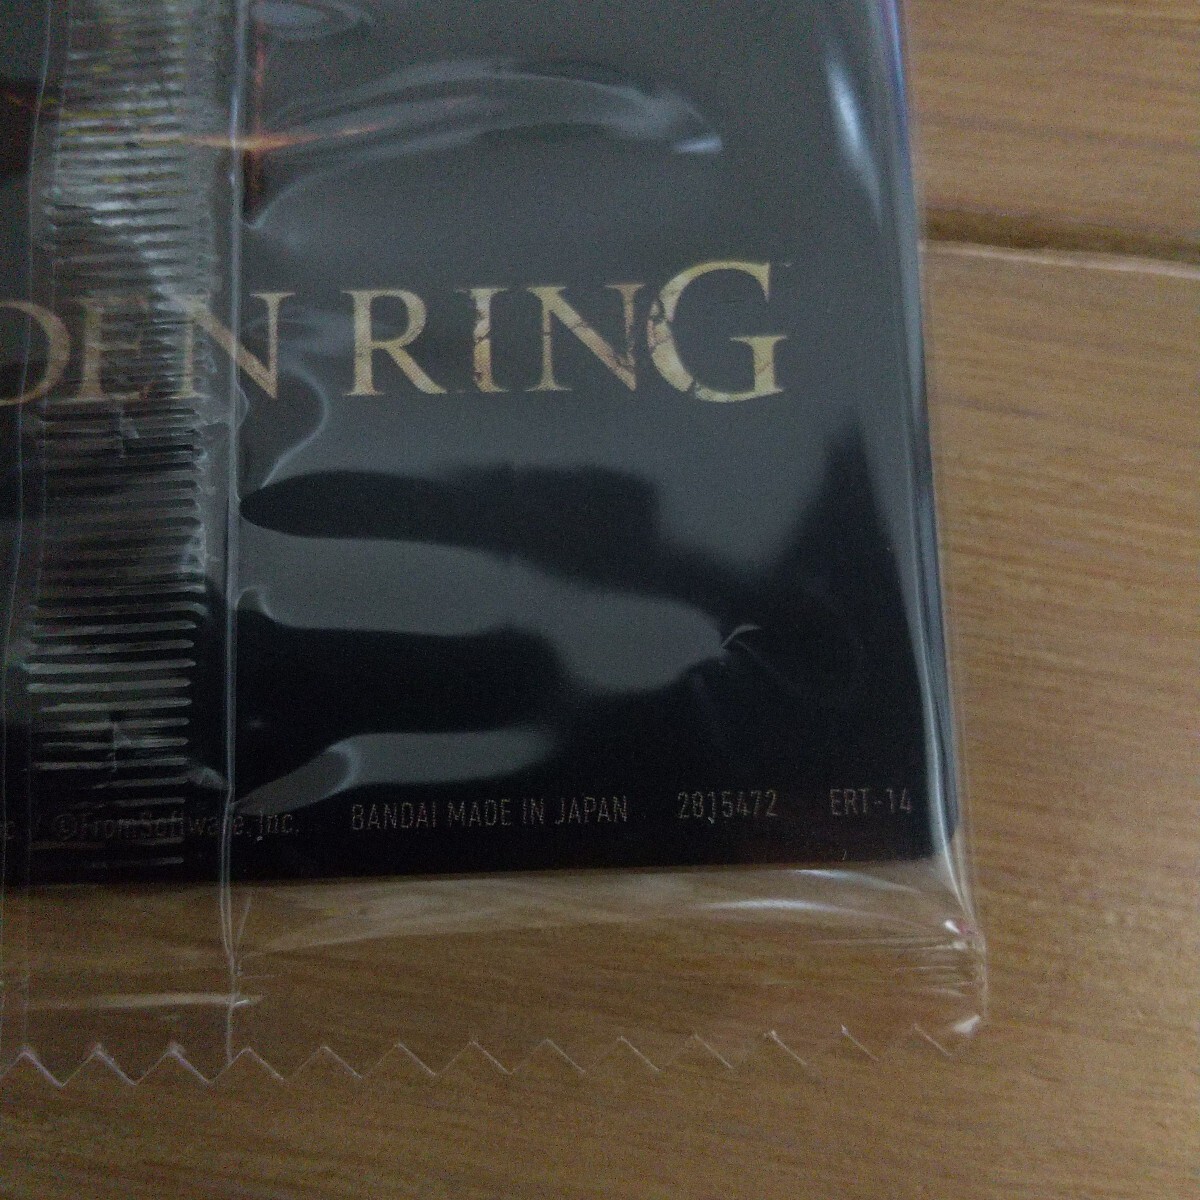 DEN RING
©FromSoftware, Inc. BANDAI MADE IN JAPAN 2815472 ERT-14